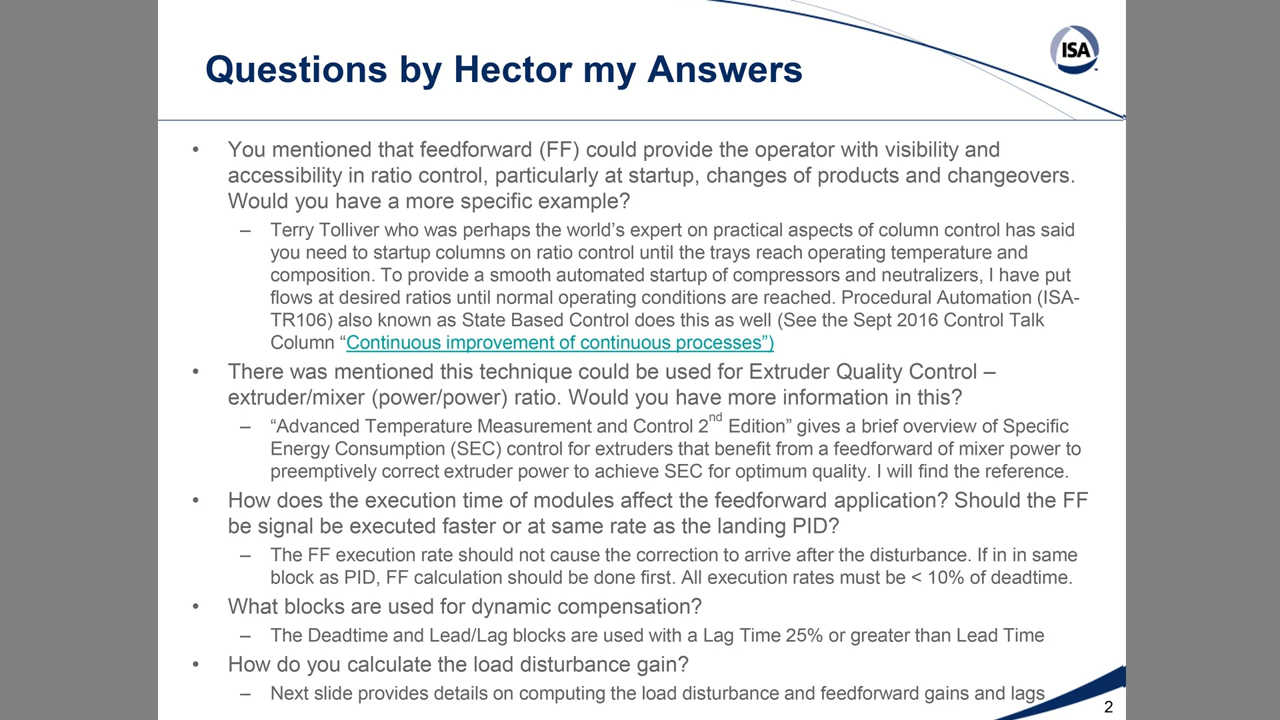 Questions by Hector my Answers
ISA
• You mentioned that feedforward (FF) could provide the operator with visibility and
accessibility in ratio control, particularly at startup, changes of products and changeovers.
Would you have a more specific example?
– Terry Tolliver who was perhaps the world’s expert on practical aspects of column control has said
you need to startup columns on ratio control until the trays reach operating temperature and
composition. To provide a smooth automated startup of compressors and neutralizers, I have put
flows at desired ratios until normal operating conditions are reached. Procedural Automation (ISA-
TR106) also known as State Based Control does this as well (See the Sept 2016 Control Talk
Column “Continuous improvement of continuous processes”)
• There was mentioned this technique could be used for Extruder Quality Control –
extruder/mixer (power/power) ratio. Would you have more information in this?
– “Advanced Temperature Measurement and Control 2nd Edition” gives a brief overview of Specific
Energy Consumption (SEC) control for extruders that benefit from a feedforward of mixer power to
preemptively correct extruder power to achieve SEC for optimum quality. I will find the reference.
• How does the execution time of modules affect the feedforward application? Should the FF
be signal be executed faster or at same rate as the landing PID?
– The FF execution rate should not cause the correction to arrive after the disturbance. If in in same
block as PID, FF calculation should be done first. All execution rates must be < 10% of deadtime.
• What blocks are used for dynamic compensation?
– The Deadtime and Lead/Lag blocks are used with a Lag Time 25% or greater than Lead Time
• How do you calculate the load disturbance gain?
– Next slide provides details on computing the load disturbance and feedforward gains and lags
2